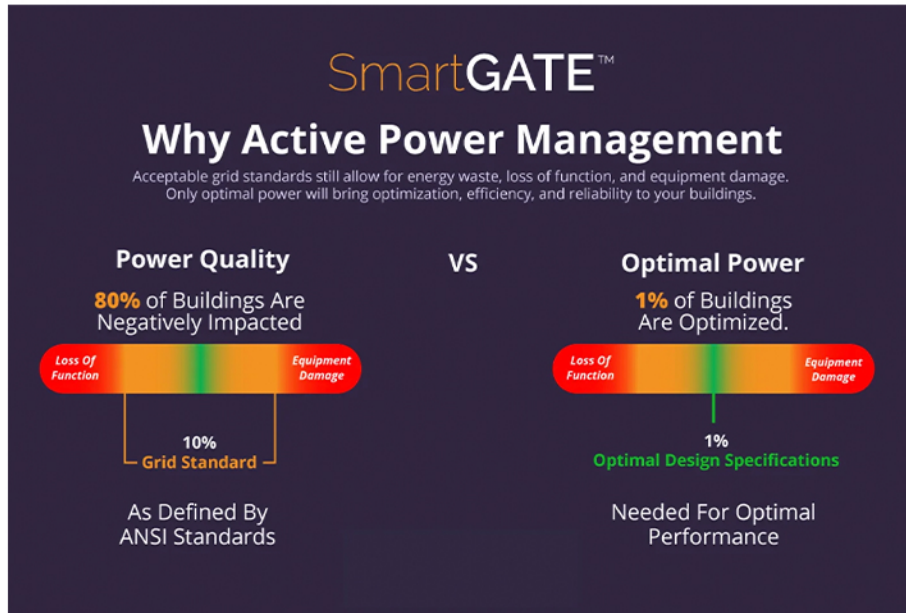 SmartGATE™
Why Active Power Management
Acceptable grid standards still allow for energy waste, loss of function, and equipment damage.
Only optimal power will bring optimization, efficiency, and reliability to your buildings.
Power Quality
80% of Buildings Are
Negatively Impacted
Loss Of
Function
Equipment
Damage
10%
Grid Standard
As Defined By
ANSI Standards
VS
Optimal Power
1% of Buildings
Are Optimized.
Loss Of
Function
Equipment
Damage
1%
Optimal Design Specifications
Needed For Optimal
Performance